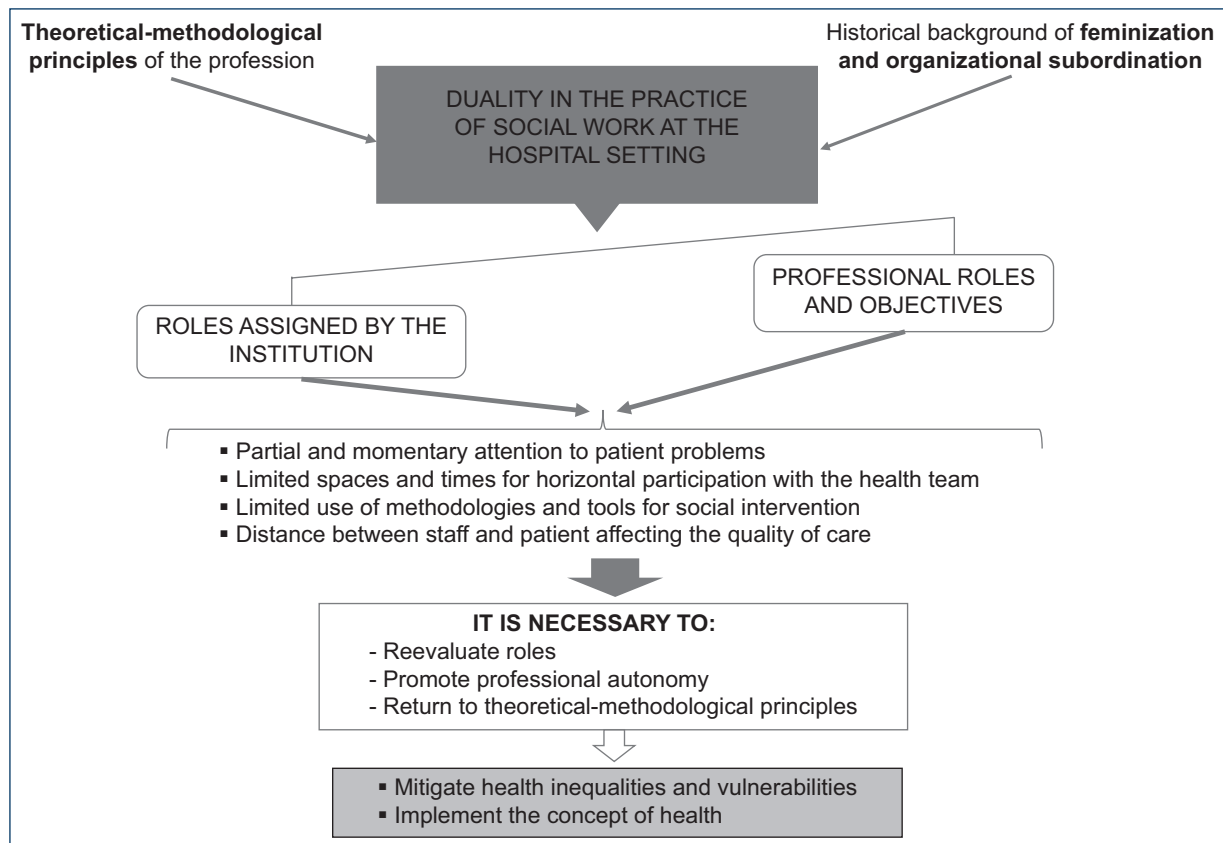 Theoretical-methodological
principles of the profession
Historical background of feminization
and organizational subordination
DUALITY IN THE PRACTICE
OF SOCIAL WORK AT THE
HOSPITAL SETTING
ROLES ASSIGNED BY THE
INSTITUTION
PROFESSIONAL ROLES
AND OBJECTIVES
▪ Partial and momentary attention to patient problems
▪ Limited spaces and times for horizontal participation with the health team
▪ Limited use of methodologies and tools for social intervention
▪ Distance between staff and patient affecting the quality of care
IT IS NECESSARY TO:
- Reevaluate roles
- Promote professional autonomy
- Return to theoretical-methodological principles
▪ Mitigate health inequalities and vulnerabilities
▪ Implement the concept of health